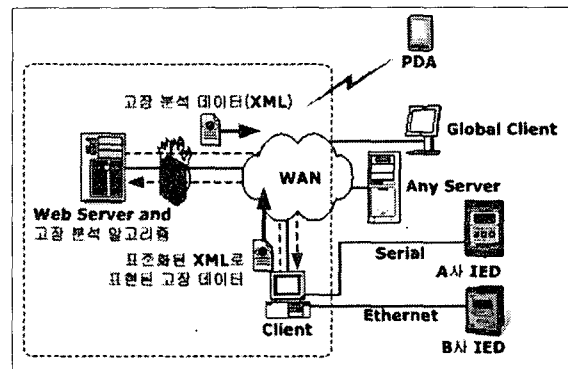 PDA
고장 분석 데이터(XML)
Global Client
WAN
Any Server
Web Server and
고장 분석 알고리즘
표조화된 XML로
표현된 고장 데이터
Serial
A사 IED
Client
Ethernet
B사 IED